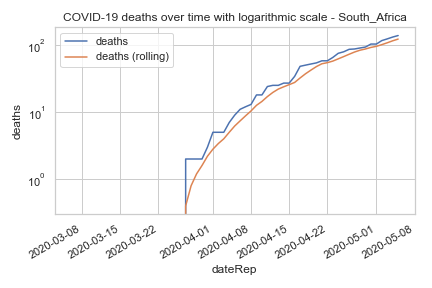 COVID-19 deaths over time with logarithmic scale - South_Africa
deaths
deaths (rolling)
10²
10¹
10⁰
deaths
2020-03-08
2020-03-15
2020-03-22
2020-04-01
2020-04-08
2020-04-15
2020-04-22
2020-05-01
2020-05-08
dateRep